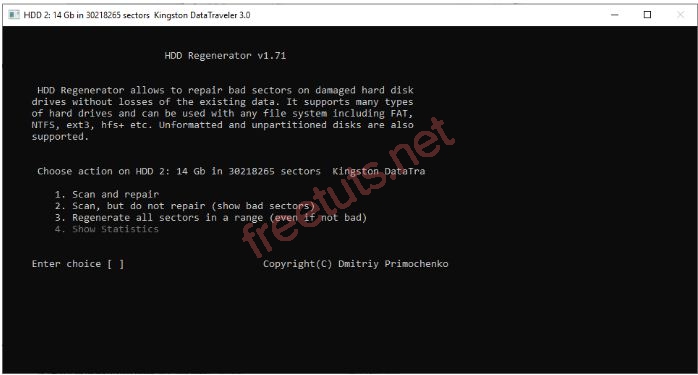 HDD 2: 14 Gb in 30218265 sectors Kingston DataTraveler 3.0
HDD Regenerator v1.71
HDD Regenerator allows to repair bad sectors on damaged hard disk
drives without losses of the existing data. It supports many types
of hard drives and can be used with any file system including FAT,
NTFS, ext3, hfs+ etc. Unformatted and unpartitioned disks are also
supported.
Choose action on HDD 2: 14 Gb in 30218265 sectors Kingston DataTra
1. Scan and repair
2. Scan, but do not repair (show bad sectors)
3. Regenerate all sectors in a range (even if not bad)
4. Show Statistics
Enter choice [ ] Copyright(C) Dmitriy Primochenko
freetuts.net